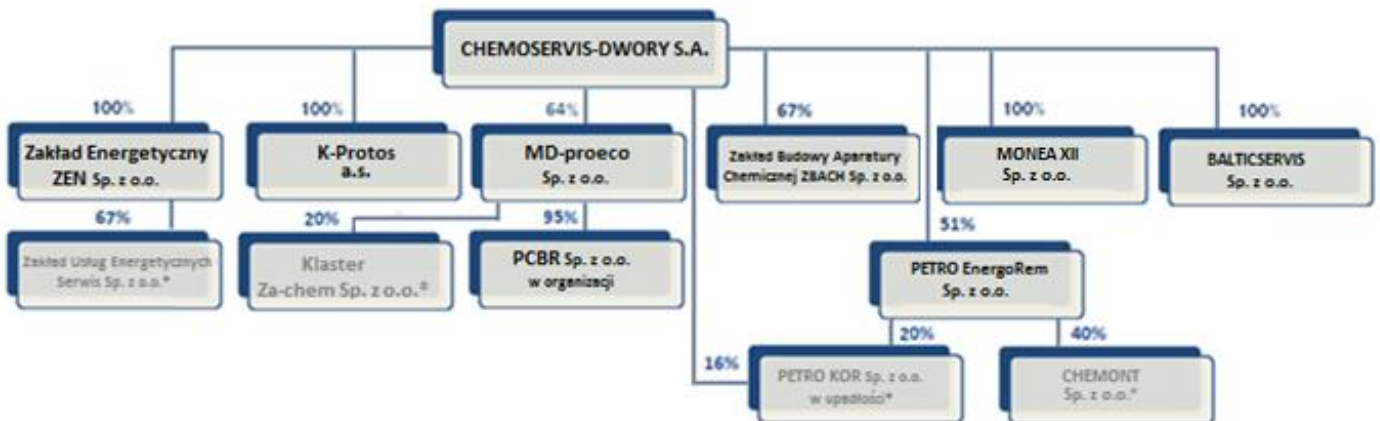 CHEMOSERVIS-DWORY S.A.
100%
100%
64%
67%
100%
100%
Zakład Energetyczny
ZEN Sp. z o.o.
K-Protos
a.s.
MD-proeco
Sp. z o.o.
Zakład Budowy Aparatury
Chemicznej ZBACH Sp. z o.o.
MONEA XII
Sp. z o.o.
BALTICSERVIS
Sp. z o.o.
67%
20%
95%
51%
Zakład Usług Energetycznych
Serwis Sp. z o.o.*
Klaster
Za-chem Sp. z o.o.*
PCBR Sp. z o.o.
w organizacji
PETRO EnergoRem
Sp. z o.o.
20%
40%
16%
PETRO KOR Sp. z o.o.
w upadłości*
CHEMONT
Sp. z o.o.*